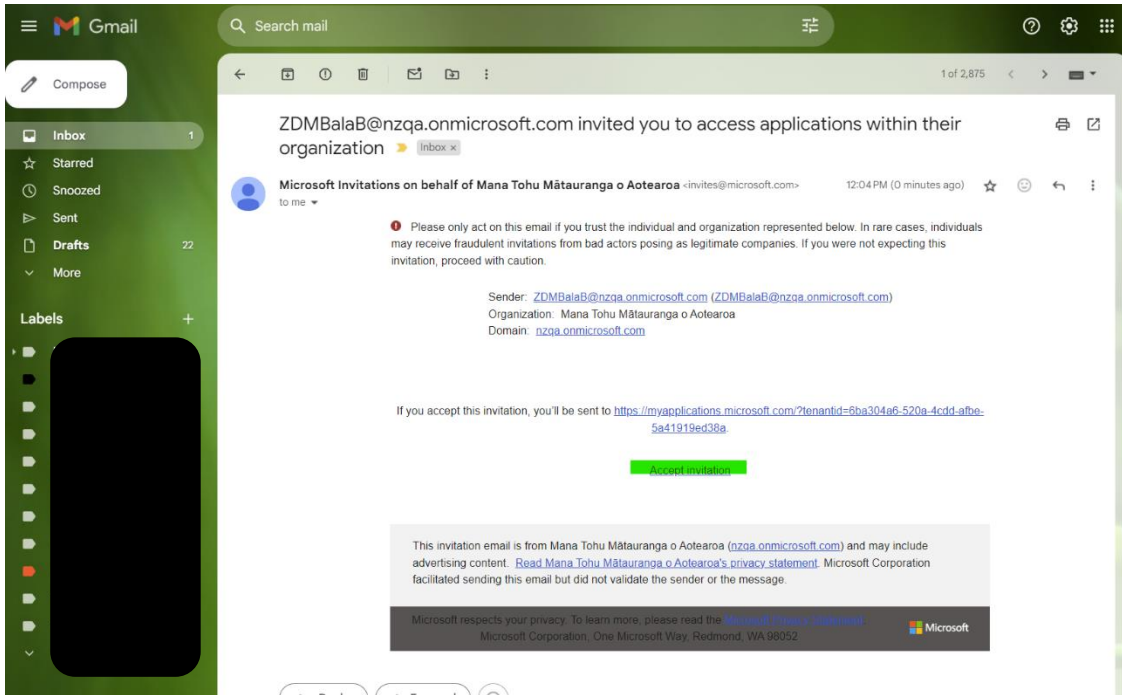 Gmail
Search mail
Compose
1 of 2,875
Inbox 1
Starred
Snoozed
Sent
Drafts 22
More
Labels +
ZDMBalaB@nzqa.onmicrosoft.com invited you to access applications within their
organization Inbox x
Microsoft Invitations on behalf of Mana Tohu Mātauranga o Aotearoa <invites@microsoft.com> 12:04 PM (0 minutes ago)
to me
Please only act on this email if you trust the individual and organization represented below. In rare cases, individuals
may receive fraudulent invitations from bad actors posing as legitimate companies. If you were not expecting this
invitation, proceed with caution.
Sender: ZDMBalaB@nzqa.onmicrosoft.com (ZDMBalaB@nzqa.onmicrosoft.com)
Organization: Mana Tohu Mātauranga o Aotearoa
Domain: nzqa.onmicrosoft.com
If you accept this invitation, you'll be sent to https://myapplications.microsoft.com/?tenantid=6ba304a6-520a-4cdd-afbe-
5a41919ed38a.
Accept invitation
This invitation email is from Mana Tohu Mātauranga o Aotearoa (nzqa.onmicrosoft.com) and may include
advertising content. Read Mana Tohu Mātauranga o Aotearoa's privacy statement. Microsoft Corporation
facilitated sending this email but did not validate the sender or the message.
Microsoft respects your privacy. To learn more, please read the
Microsoft Corporation, One Microsoft Way, Redmond, WA 98052
Microsoft